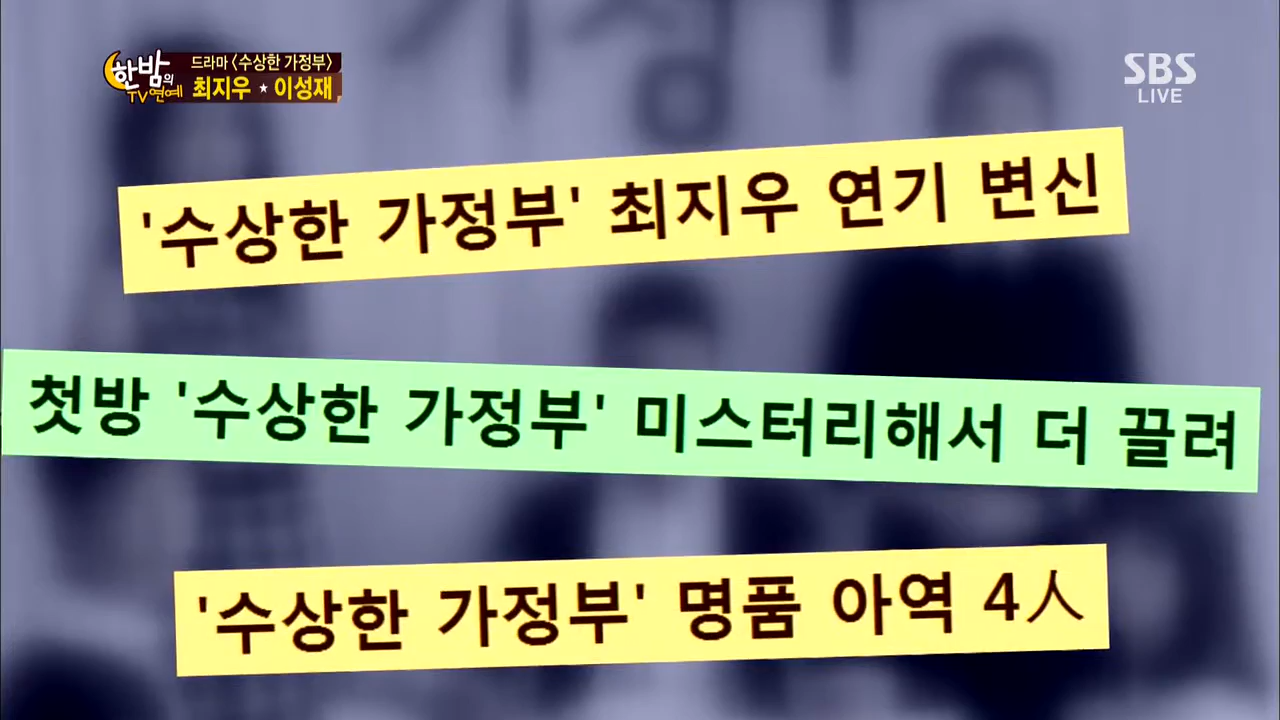 한밤의
TV연예
드라마 <수상한 가정부>
최지우 ★ 이성재
SBS
LIVE
'수상한 가정부' 최지우 연기 변신
첫방 '수상한 가정부' 미스터리해서 더 끌려
'수상한 가정부' 명품 아역 4人